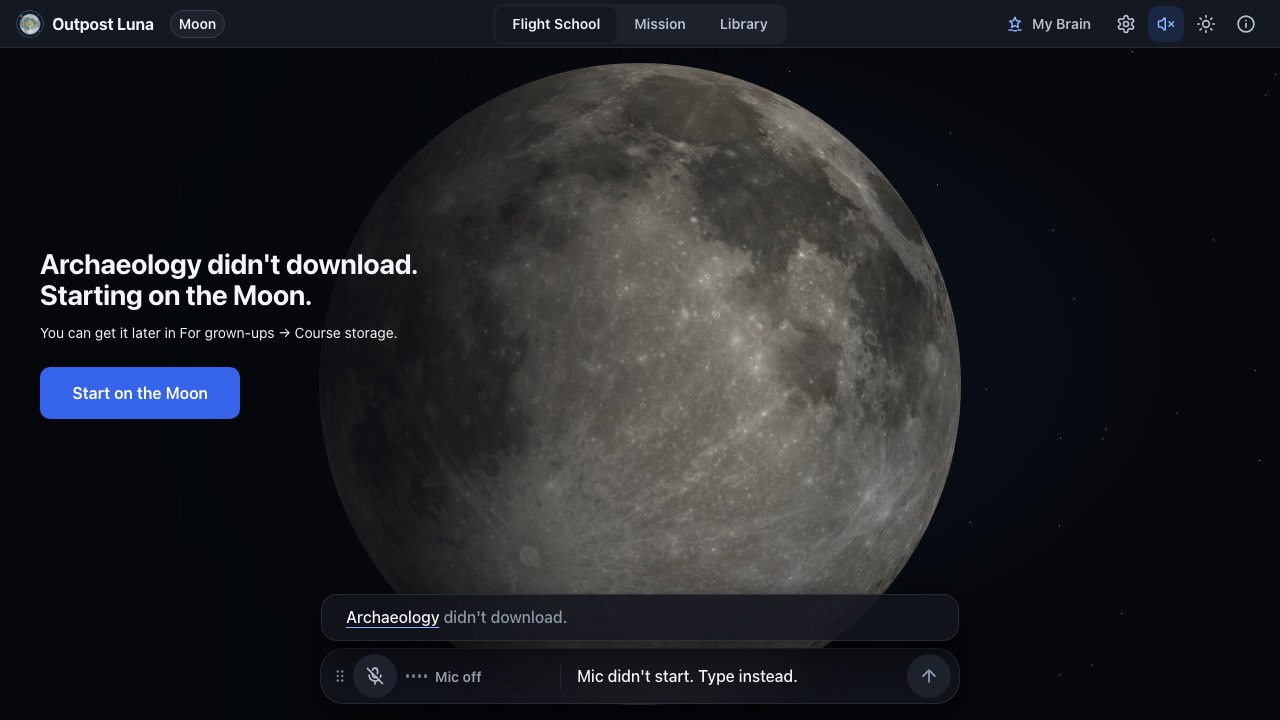 Outpost Luna Moon Flight School Mission Library My Brain
Archaeology didn't download.
Starting on the Moon.
You can get it later in For grown-ups → Course storage.
Start on the Moon
Archaeology didn't download.
Mic off Mic didn't start. Type instead.